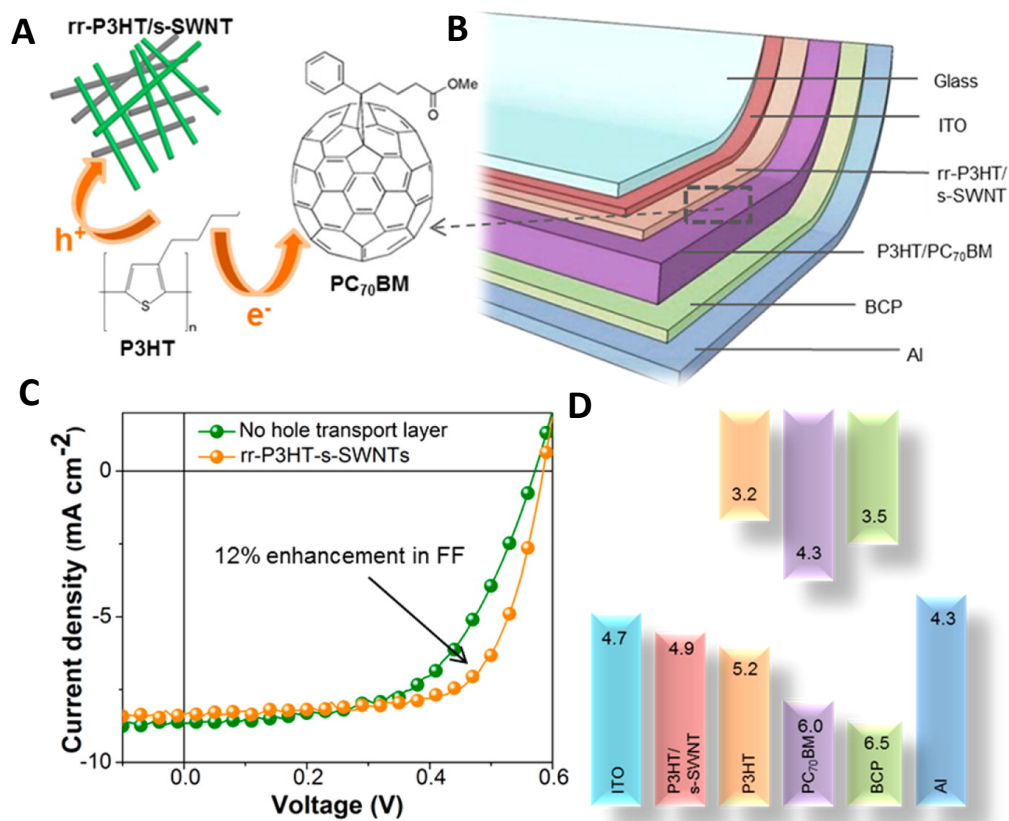 A
rr-P3HT/s-SWNT
OMe
O
h+
e-
S
n
P3HT
PC₇₀BM
B
Glass
ITO
rr-P3HT/
s-SWNT
P3HT/PC₇₀BM
BCP
Al
C
No hole transport layer
rr-P3HT-s-SWNTs
12% enhancement in FF
Current density (mA cm⁻²)
0
-5
-10
0.0
0.2
0.4
0.6
Voltage (V)
D
3.2
4.3
3.5
4.7
4.9
5.2
6.0
6.5
4.3
ITO
P3HT/
s-SWNT
P3HT
PC₇₀BM
BCP
Al